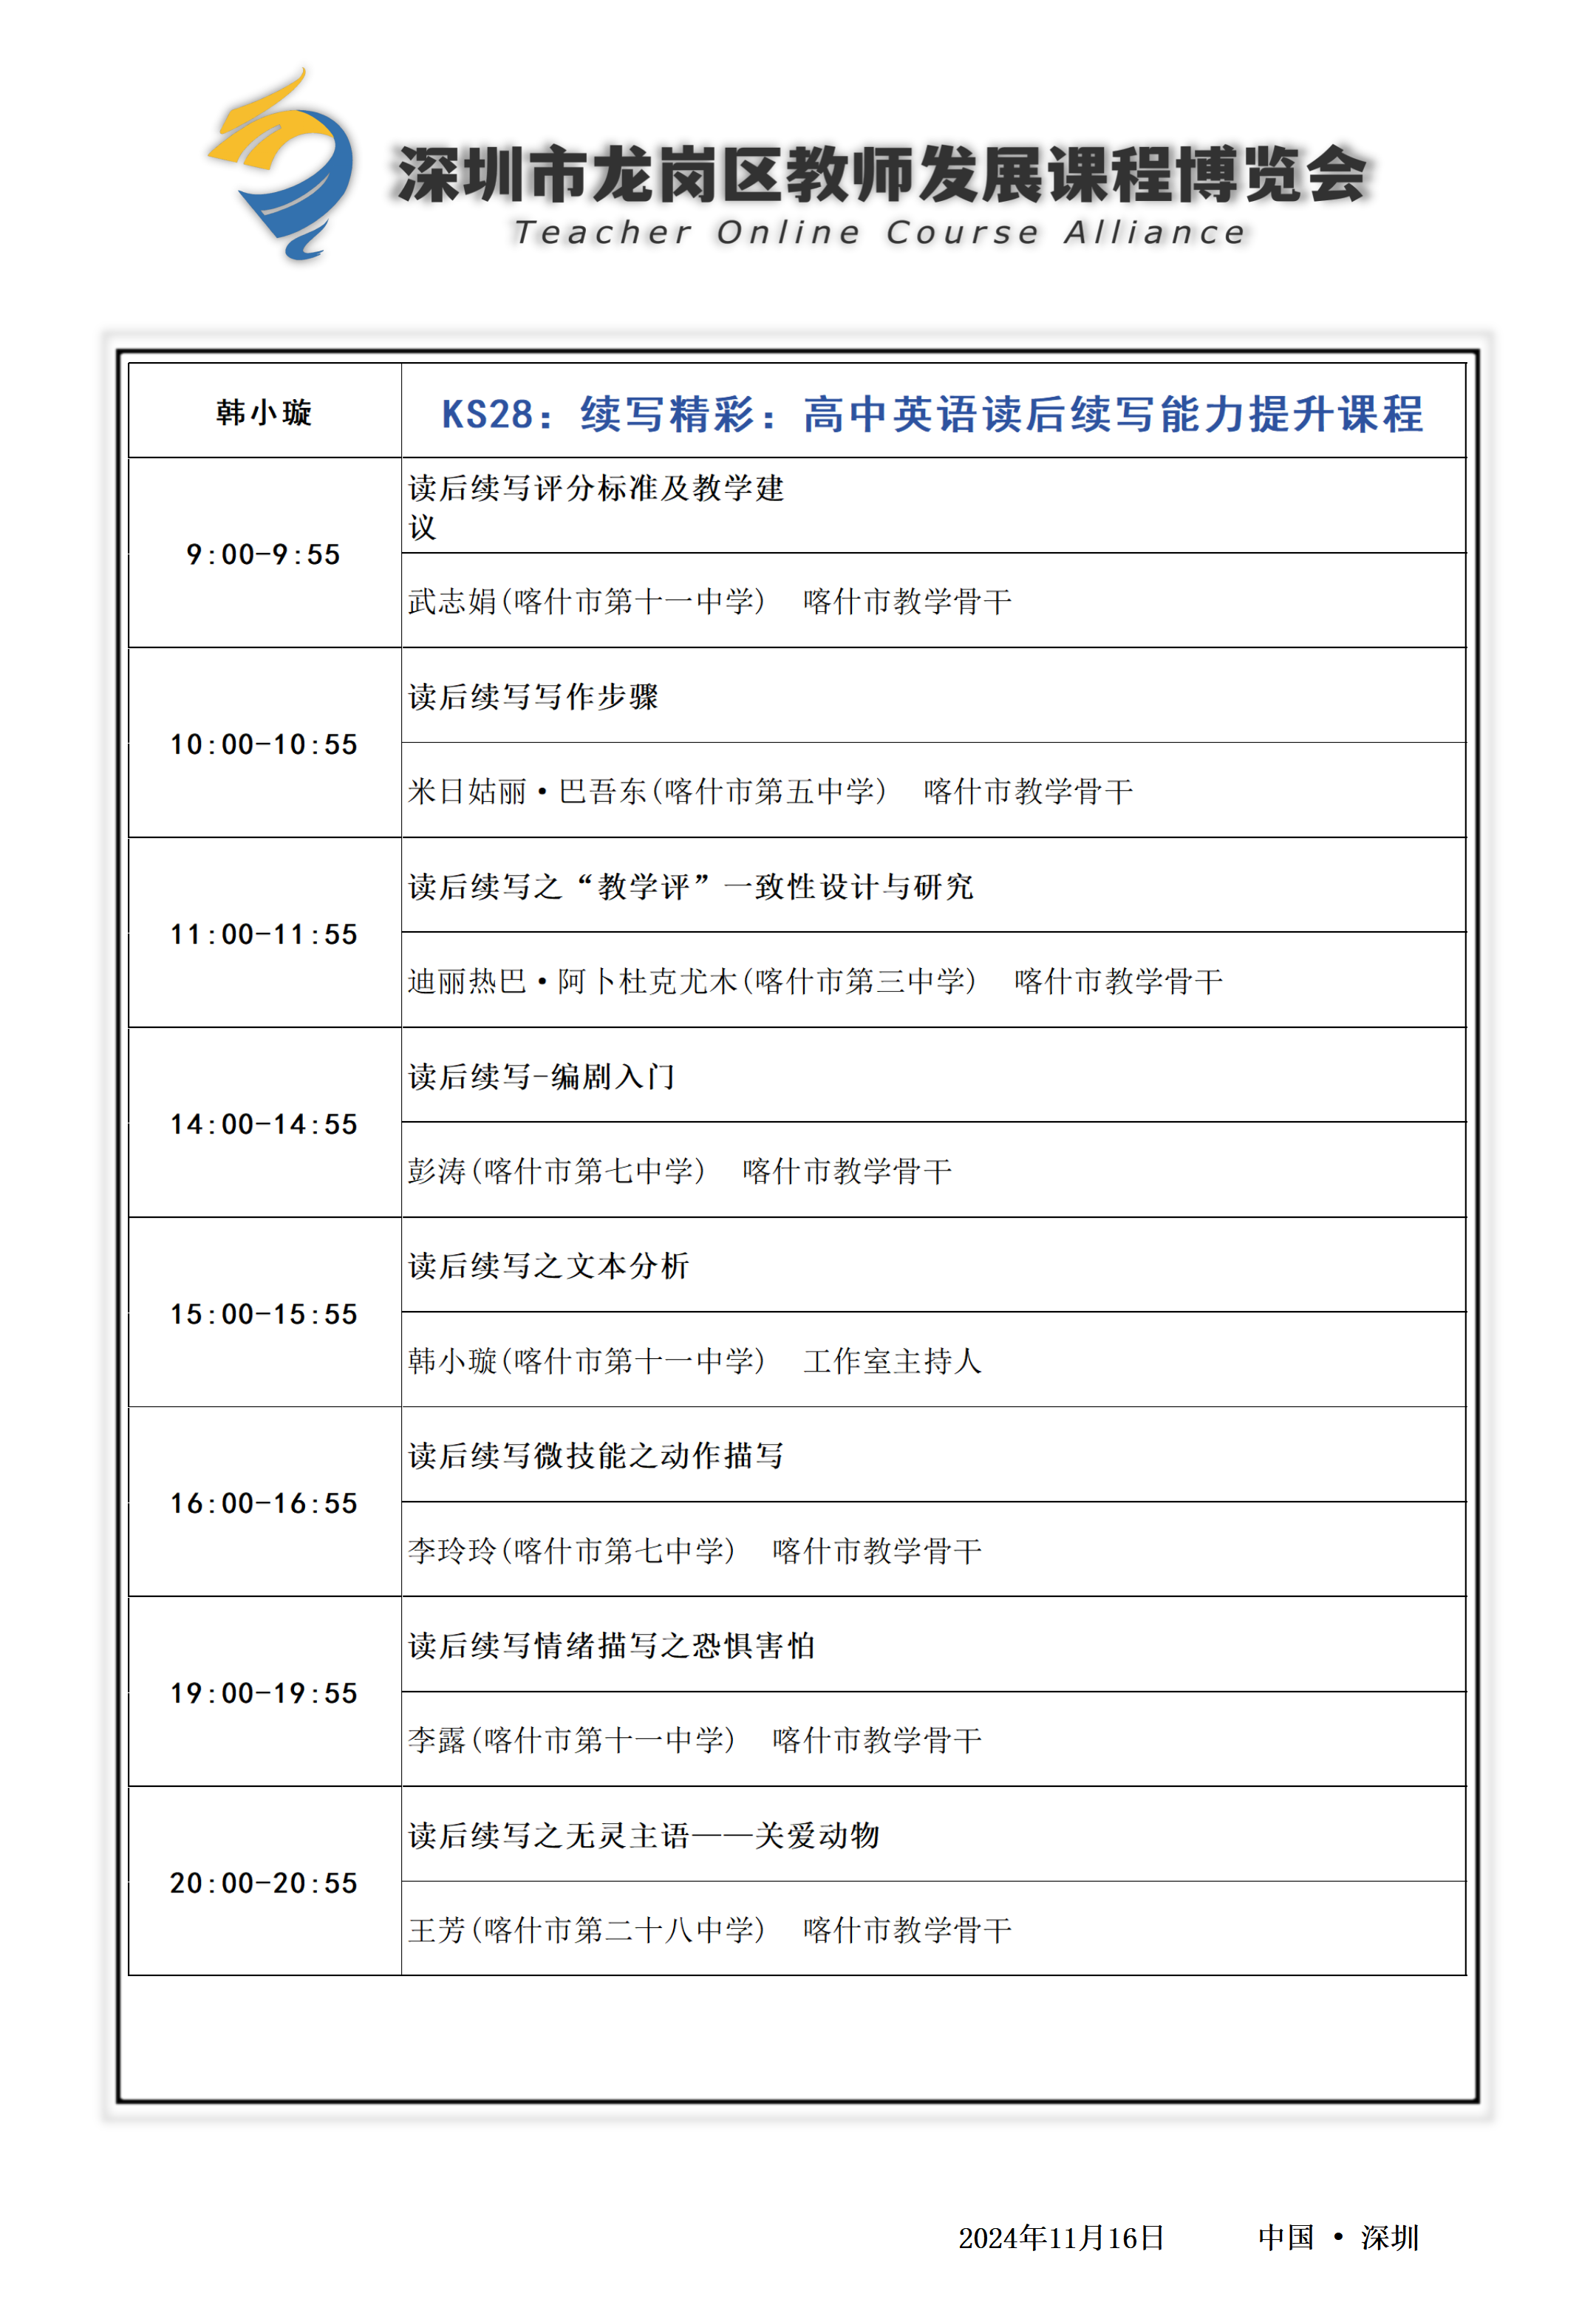 深圳市龙岗区教师发展课程博览会
Teacher Online Course Alliance
韩小璇
KS28：续写精彩：高中英语读后续写能力提升课程
9:00-9:55
读后续写评分标准及教学建
议
武志娟(喀什市第十一中学) 喀什市教学骨干
10:00-10:55
读后续写写作步骤
米日姑丽·巴吾东(喀什市第五中学) 喀什市教学骨干
11:00-11:55
读后续写之“教学评”一致性设计与研究
迪丽热巴·阿卜杜克尤木(喀什市第三中学) 喀什市教学骨干
14:00-14:55
读后续写-编剧入门
彭涛(喀什市第七中学) 喀什市教学骨干
15:00-15:55
读后续写之文本分析
韩小璇(喀什市第十一中学) 工作室主持人
16:00-16:55
读后续写微技能之动作描写
李玲玲(喀什市第七中学) 喀什市教学骨干
19:00-19:55
读后续写情绪描写之恐惧害怕
李露(喀什市第十一中学) 喀什市教学骨干
20:00-20:55
读后续写之无灵主语——关爱动物
王芳(喀什市第二十八中学) 喀什市教学骨干
2024年11月16日 中国 • 深圳